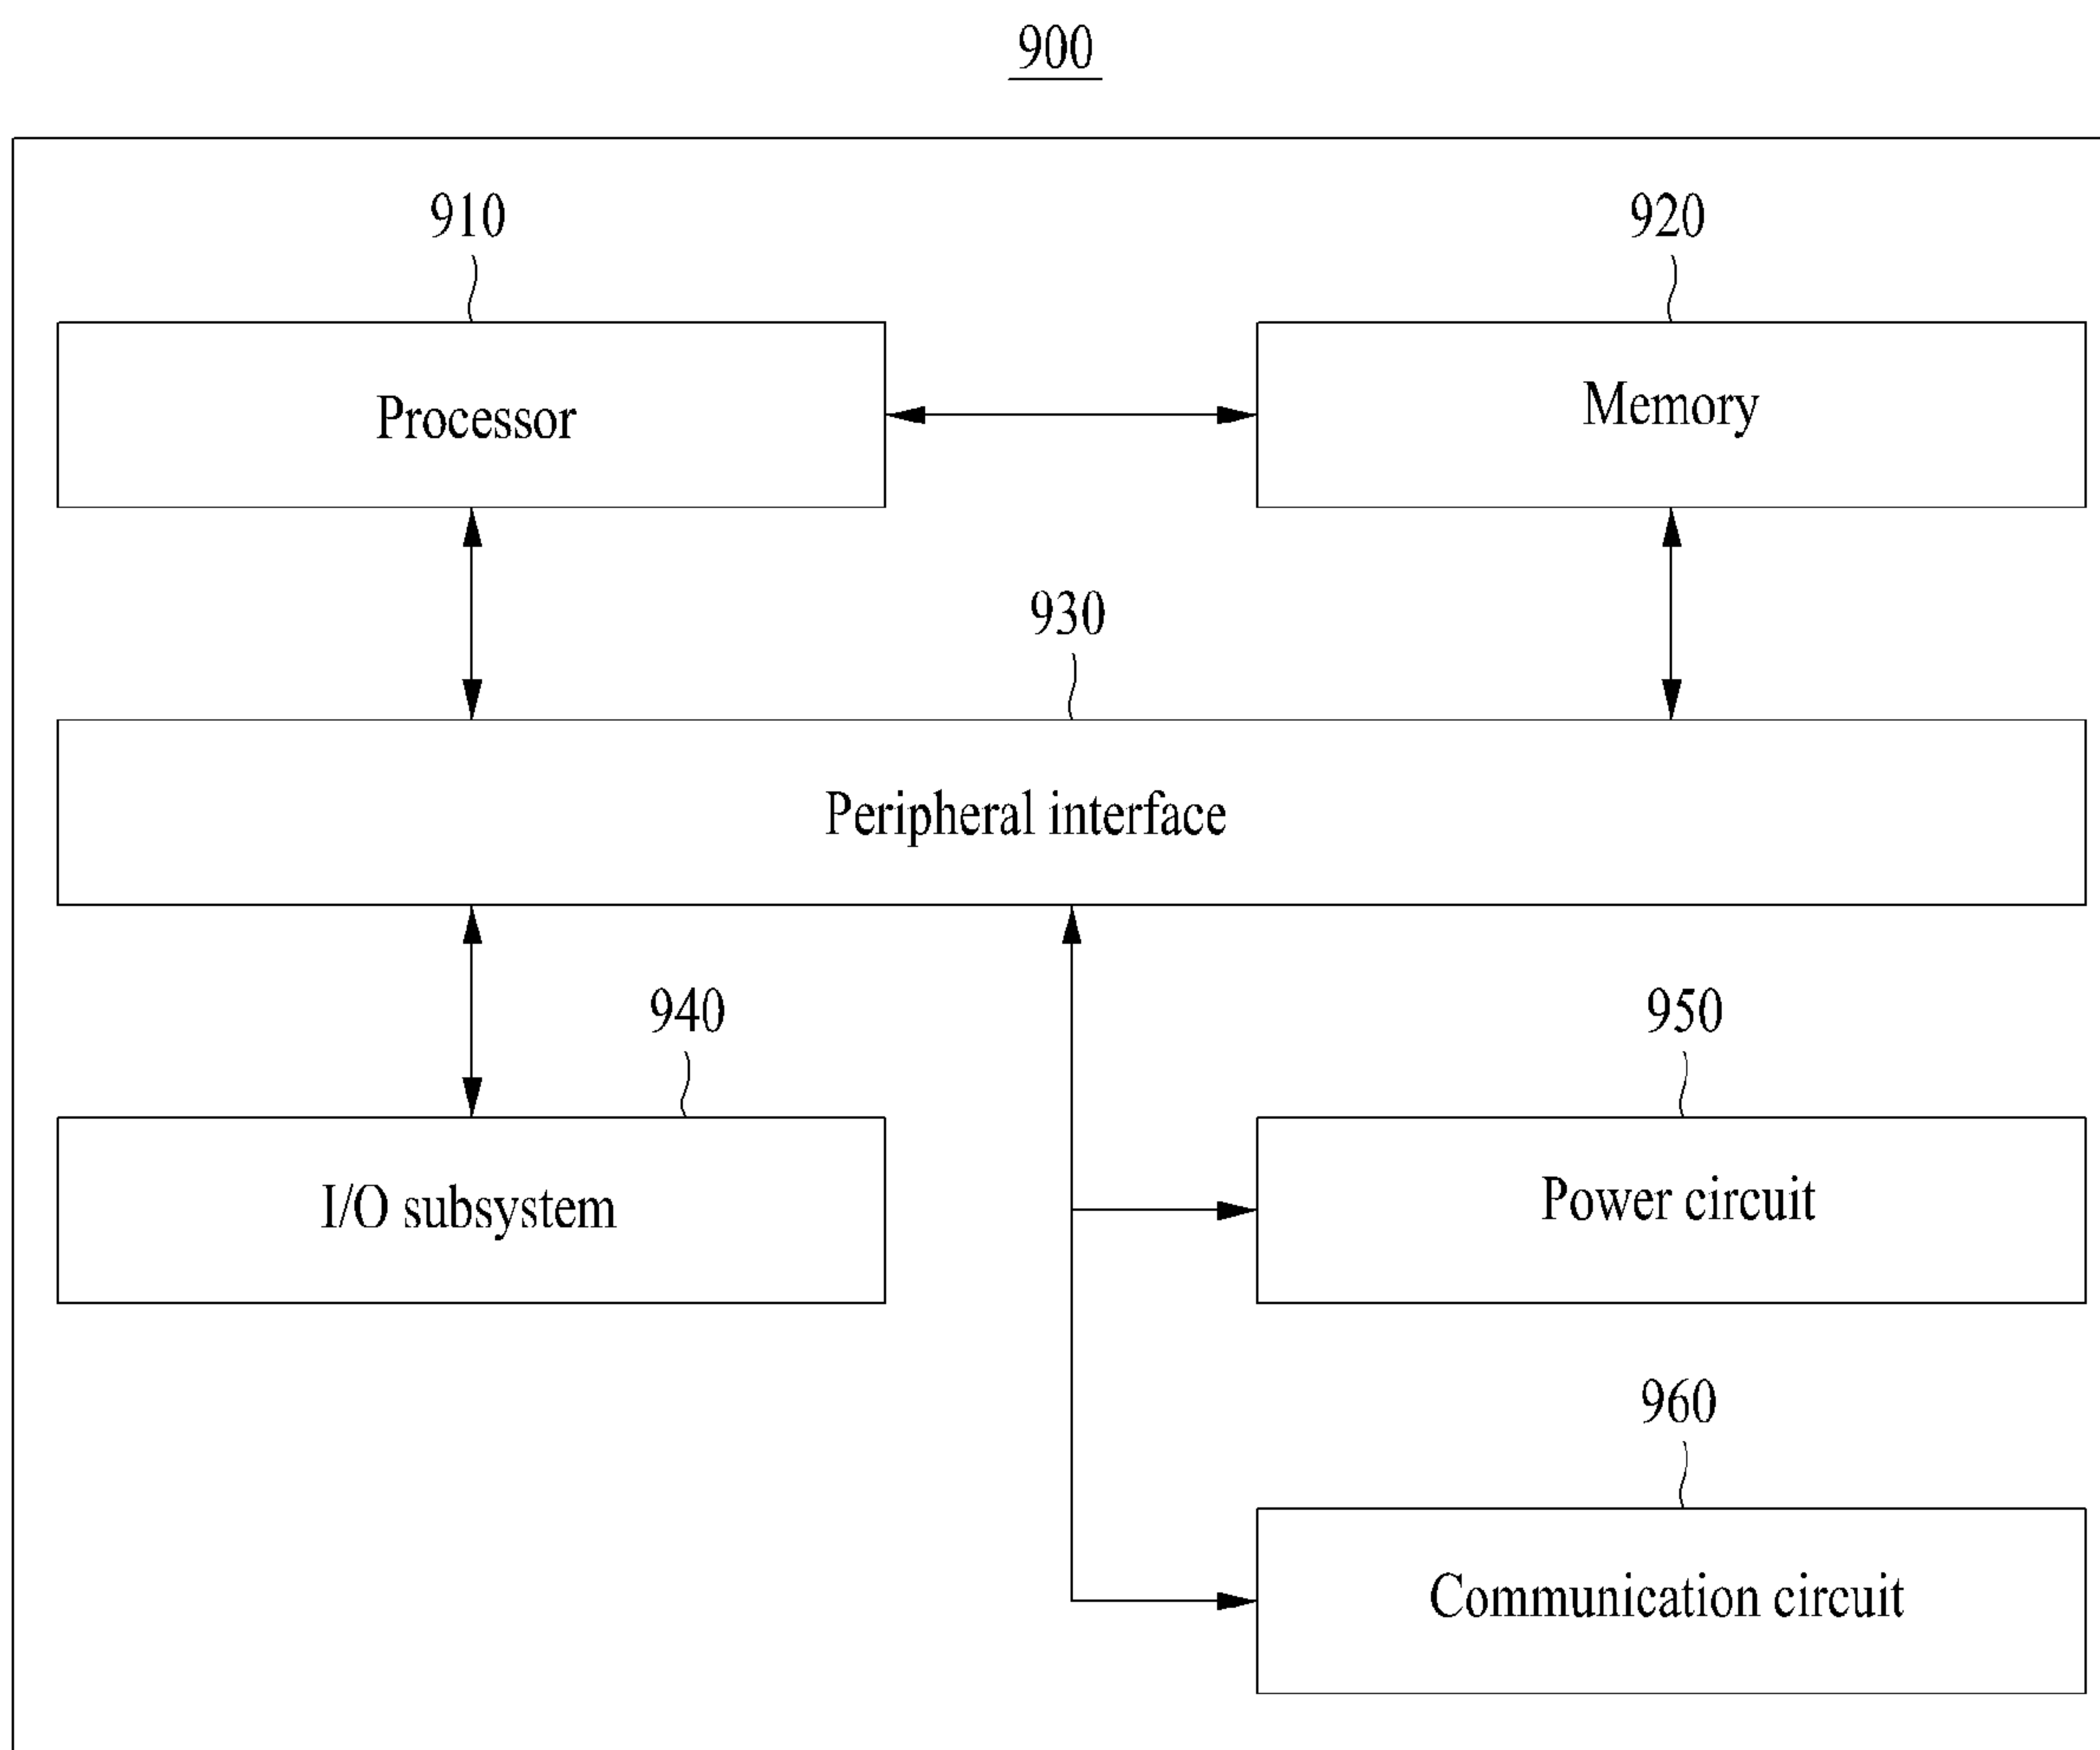 900
910
920
Processor
Memory
930
Peripheral interface
940
950
I/O subsystem
Power circuit
960
Communication circuit